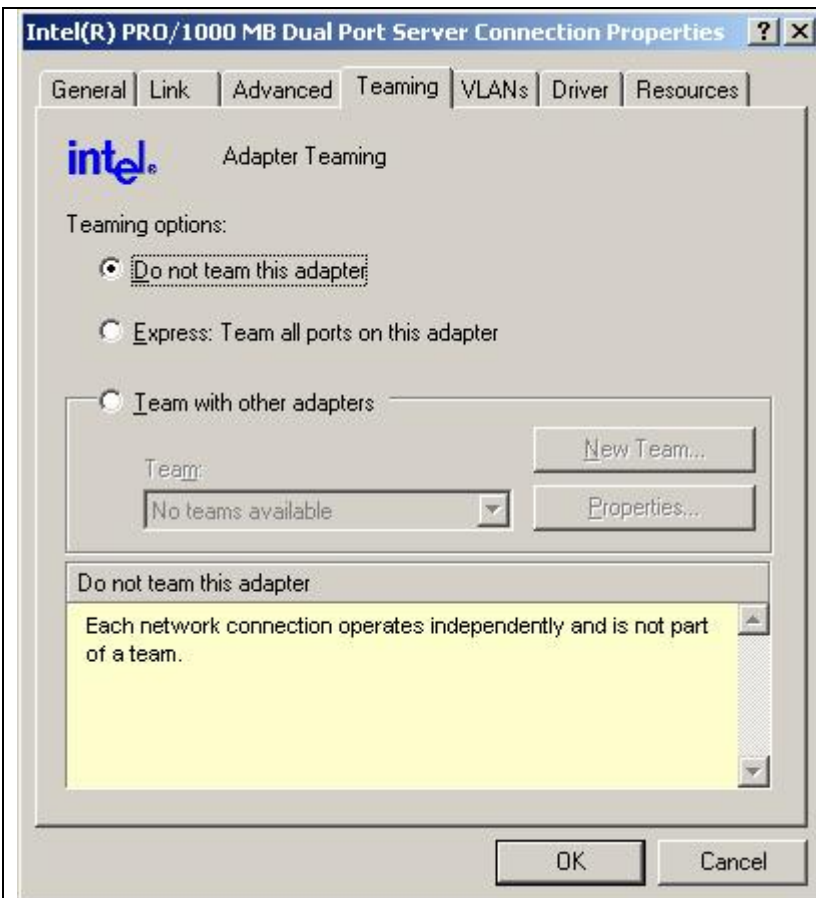 Intel(R) PRO/1000 MB Dual Port Server Connection Properties
General Link Advanced Teaming VLANs Driver Resources
intel® Adapter Teaming
Teaming options:
Do not team this adapter
Express: Team all ports on this adapter
Team with other adapters
New Team...
Team:
No teams available
Properties...
Do not team this adapter
Each network connection operates independently and is not part
of a team.
OK Cancel